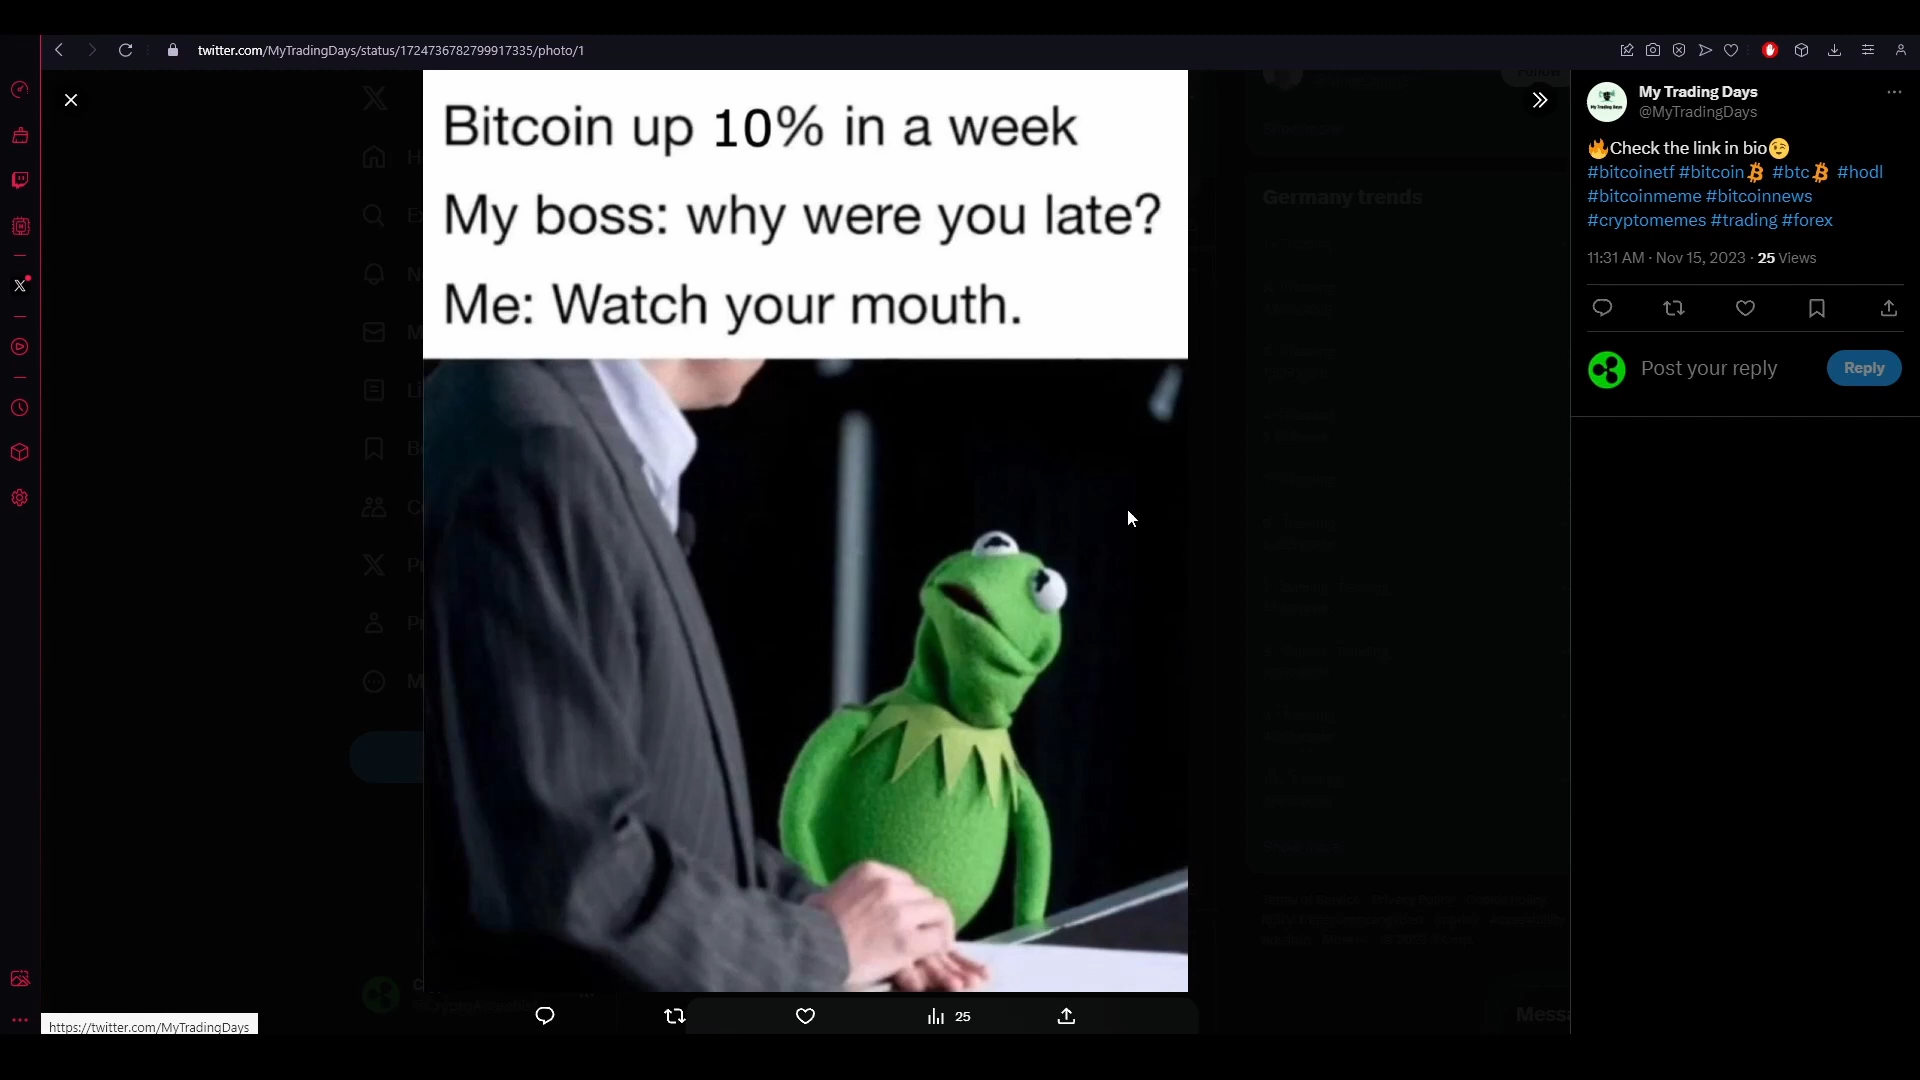 twitter.com/MyTradingDays/status/1724736782799917335/photo/1
Bitcoin up 10% in a week
My boss: why were you late?
Me: Watch your mouth.
Germany trends
My Trading Days
@MyTradingDays
🔥Check the link in bio😉
#bitcoinetf #bitcoin #btc #hodl
#bitcoinmeme #bitcoinnews
#cryptomemes #trading #forex
11:31 AM · Nov 15, 2023 · 25 Views
Post your reply
Reply
25
https://twitter.com/MyTradingDays